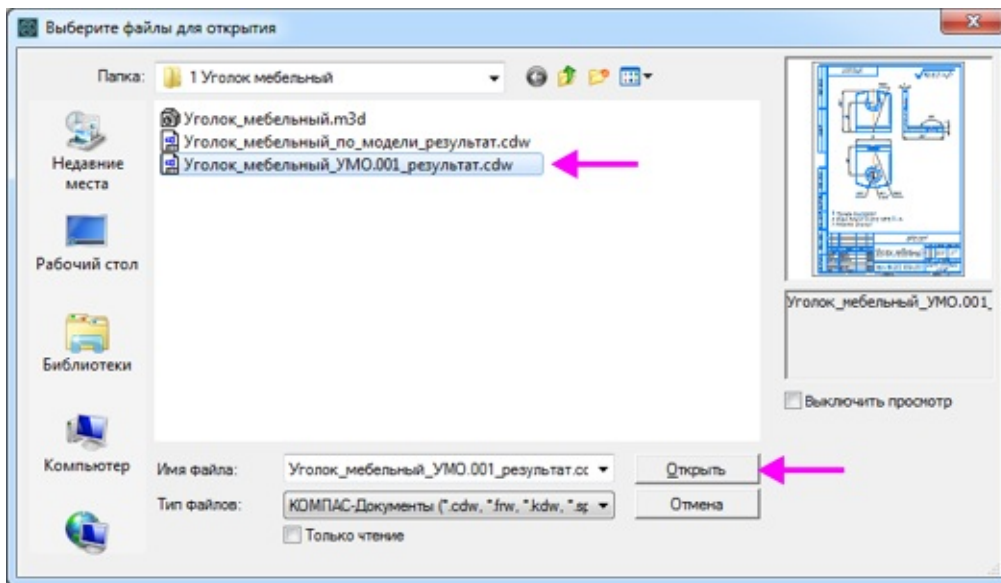 Выберите файлы для открытия
Папка: 1 Уголок мебельный
Уголок_мебельный.m3d
Уголок_мебельный_по_модели_результат.cdw
Уголок_мебельный_УМО.001_результат.cdw
Недавние
места
Рабочий стол
Библиотеки
Компьютер
Уголок_мебельный_УМО.001_
Выключить просмотр
Имя файла: Уголок_мебельный_УМО.001_результат.cc Открыть
Тип файлов: КОМПАС-Документы (*.cdw, *.frw, *.kdw, *.sp Отмена
Только чтение